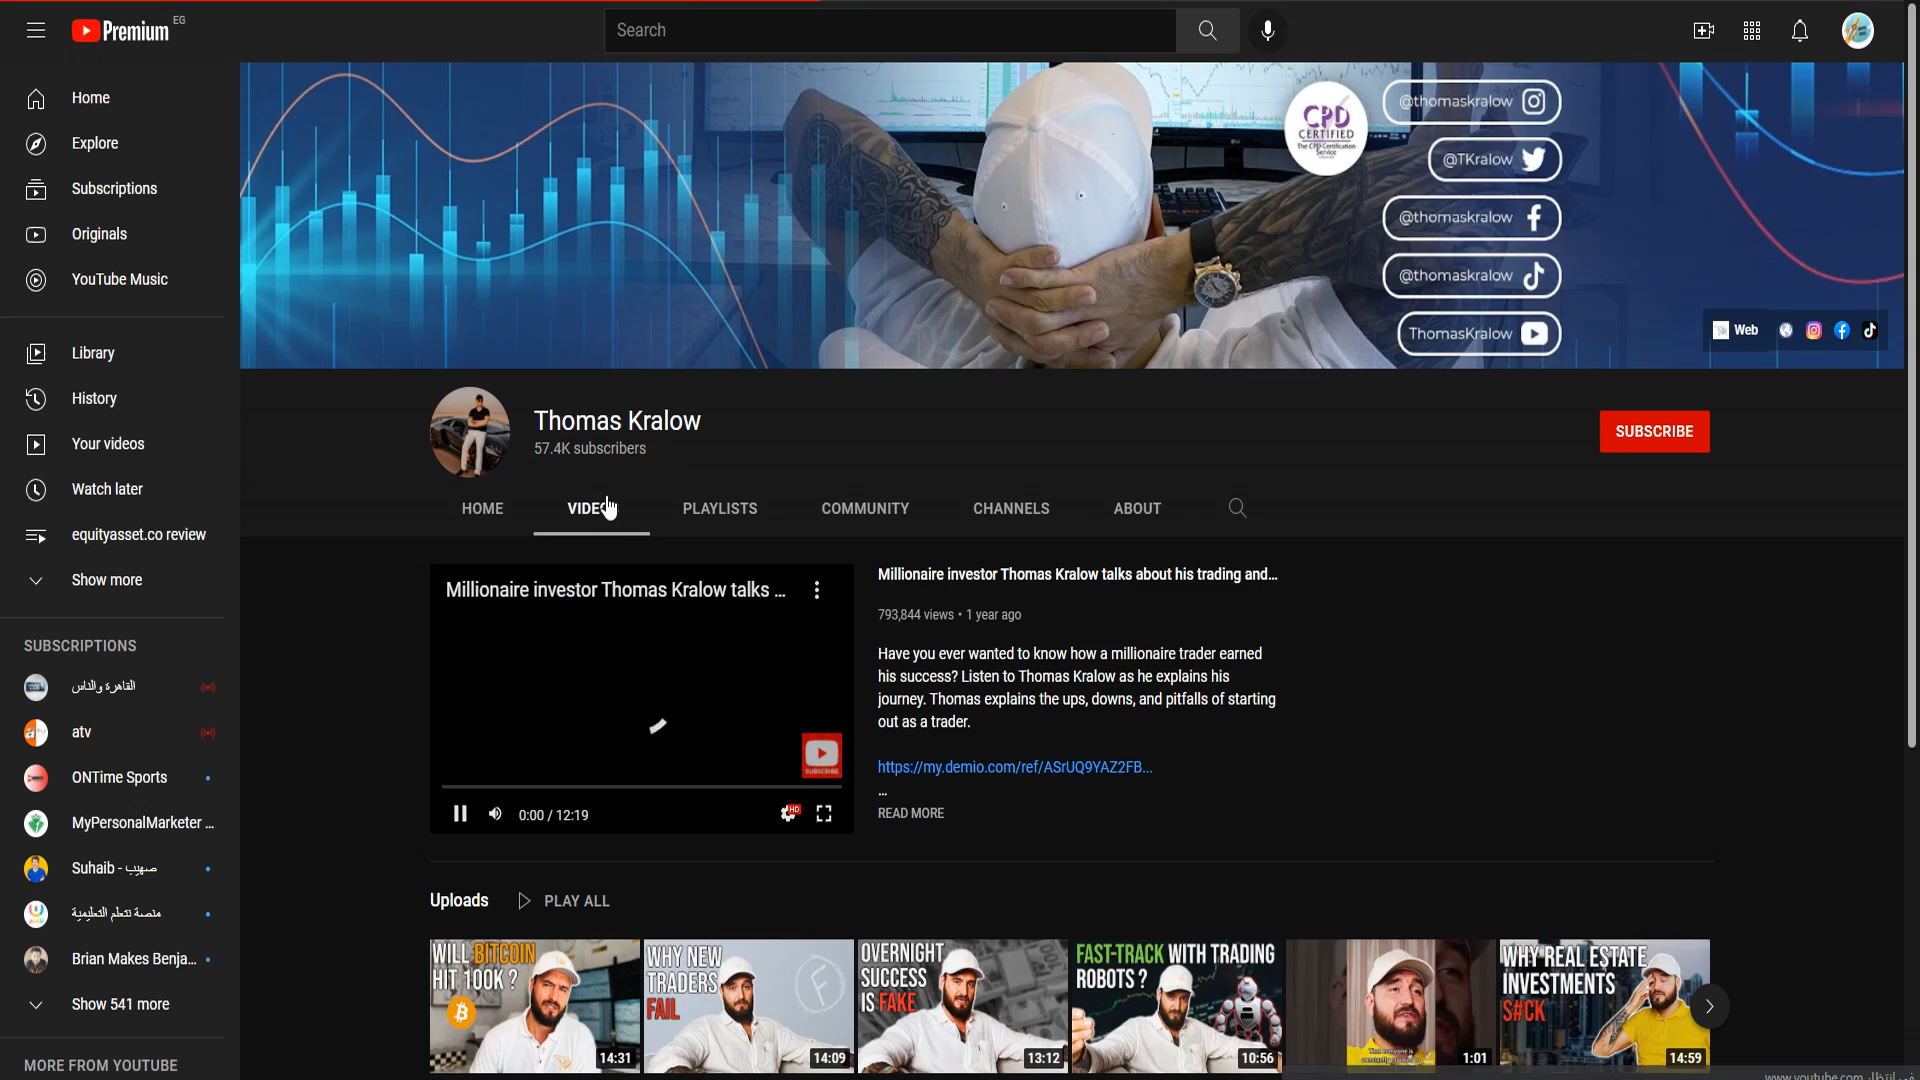 Premium EG
Search
Home
Explore
Subscriptions
Originals
YouTube Music
Library
History
Your videos
Watch later
equityasset.co review
Show more
SUBSCRIPTIONS
القاهرة والناس
atv
ONTime Sports
MyPersonalMarketer ...
Suhaib - صهيب
منصة نتعلم التعليمية
Brian Makes Benja...
Show 541 more
MORE FROM YOUTUBE
CPD
CERTIFIED
The CPD Certification
Service
@thomaskralow
@TKralow
@thomaskralow
@thomaskralow
ThomasKralow
Web
Thomas Kralow
57.4K subscribers
SUBSCRIBE
HOME
PLAYLISTS
COMMUNITY
CHANNELS
ABOUT
Millionaire investor Thomas Kralow talks ...
SUBSCRIBE
0:00 / 12:19
HD
Millionaire investor Thomas Kralow talks about his trading and...
793,844 views • 1 year ago
Have you ever wanted to know how a millionaire trader earned
his success? Listen to Thomas Kralow as he explains his
journey. Thomas explains the ups, downs, and pitfalls of starting
out as a trader.
https://my.demio.com/ref/ASrUQ9YAZ2FB...
...
READ MORE
Uploads
PLAY ALL
WILL BITCOIN
HIT 100K ?
14:31
WHY NEW
TRADERS
FAIL
14:09
OVERNIGHT
SUCCESS
IS FAKE
13:12
FAST-TRACK WITH TRADING
ROBOTS ?
10:56
1:01
WHY REAL ESTATE
INVESTMENTS
S#CK
14:59